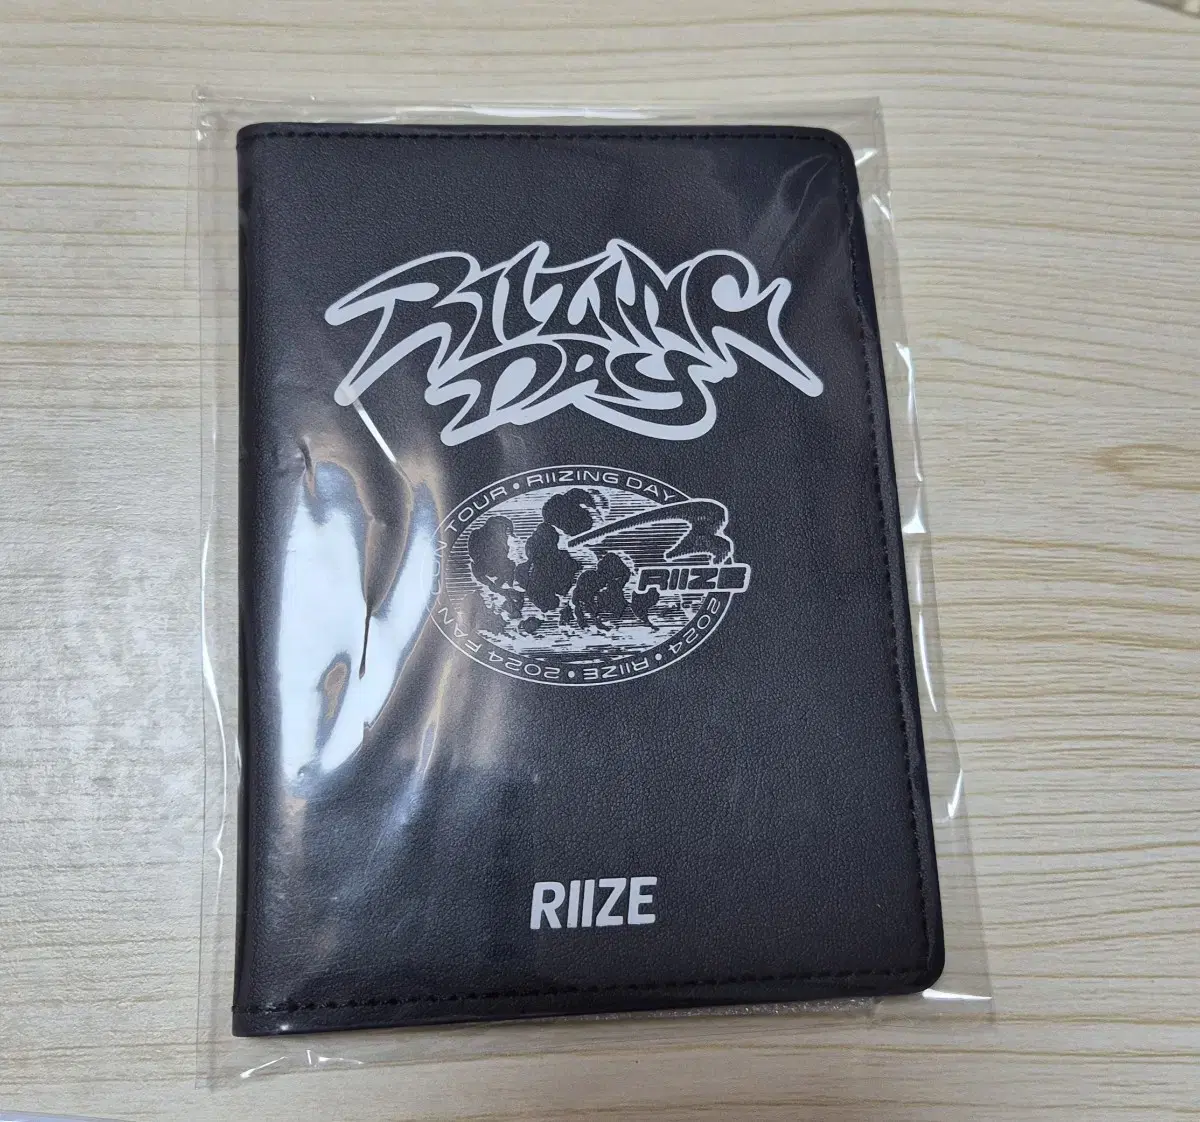 RIIZING
DAY
2024 FAN CON TOUR • RIIZING DAY
RIIZE
2024 • RIIZE •
RIIZE